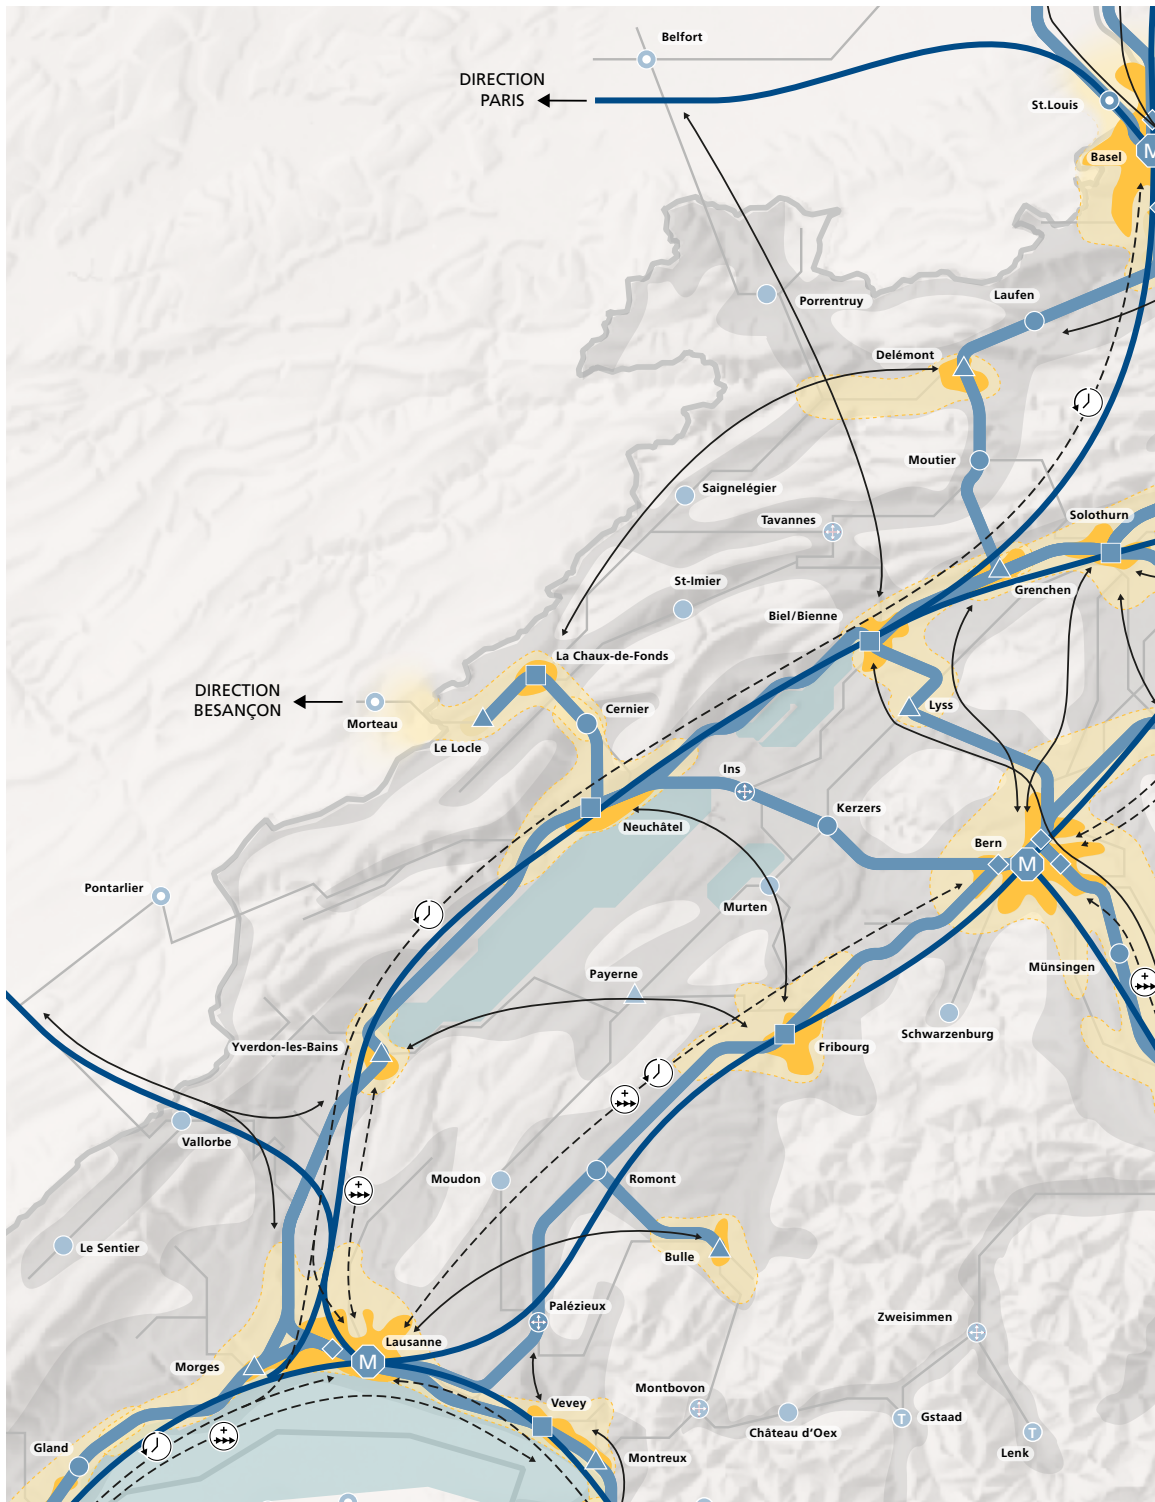 Belfort
DIRECTION
PARIS
St.Louis
M
Basel
Laufen
Porrentruy
Delémont
Moutier
Saignelégier
Solothurn
Tavannes
St-Imier
Grenchen
Biel/Bienne
La Chaux-de-Fonds
DIRECTION
BESANÇON
Cernier
Lyss
Morteau
Le Locle
Ins
Kerzers
Neuchâtel
Bern
M
Pontarlier
Murten
Payerne
Münsingen
Schwarzenburg
Yverdon-les-Bains
Fribourg
Vallorbe
Moudon
Romont
Le Sentier
Bulle
Palézieux
Zweisimmen
Lausanne
M
Morges
Montbovon
Vevey
T
Gstaad
Château d’Oex
T
Lenk
Gland
Montreux